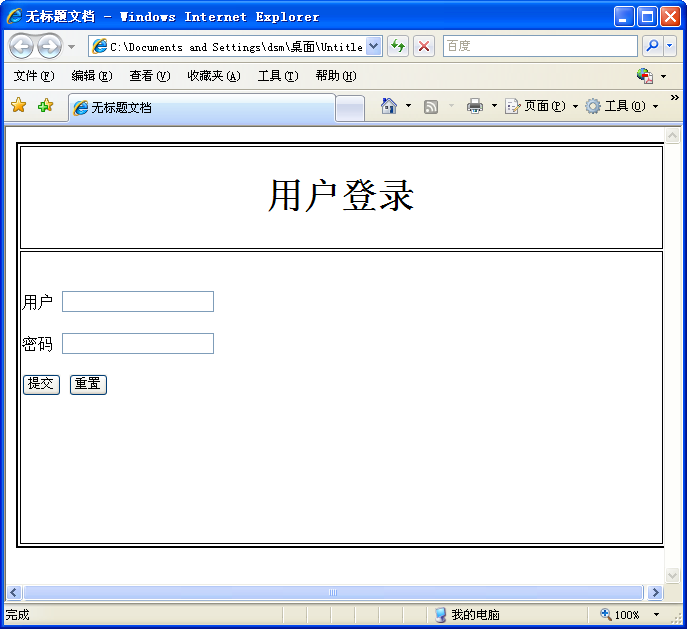 无标题文档 - Windows Internet Explorer
C:\Documents and Settings\dsm\桌面\Untitle
百度
文件(F) 编辑(E) 查看(V) 收藏夹(A) 工具(T) 帮助(H)
无标题文档
页面(P) 工具(O) »
用户登录
用户
密码
提交 重置
完成 我的电脑 100%